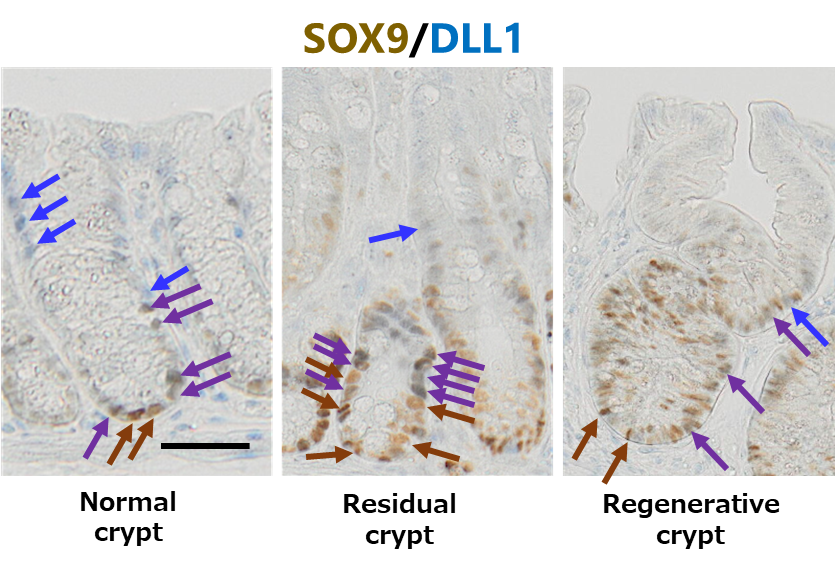 SOX9/DLL1
Normal
crypt
Residual
crypt
Regenerative
crypt